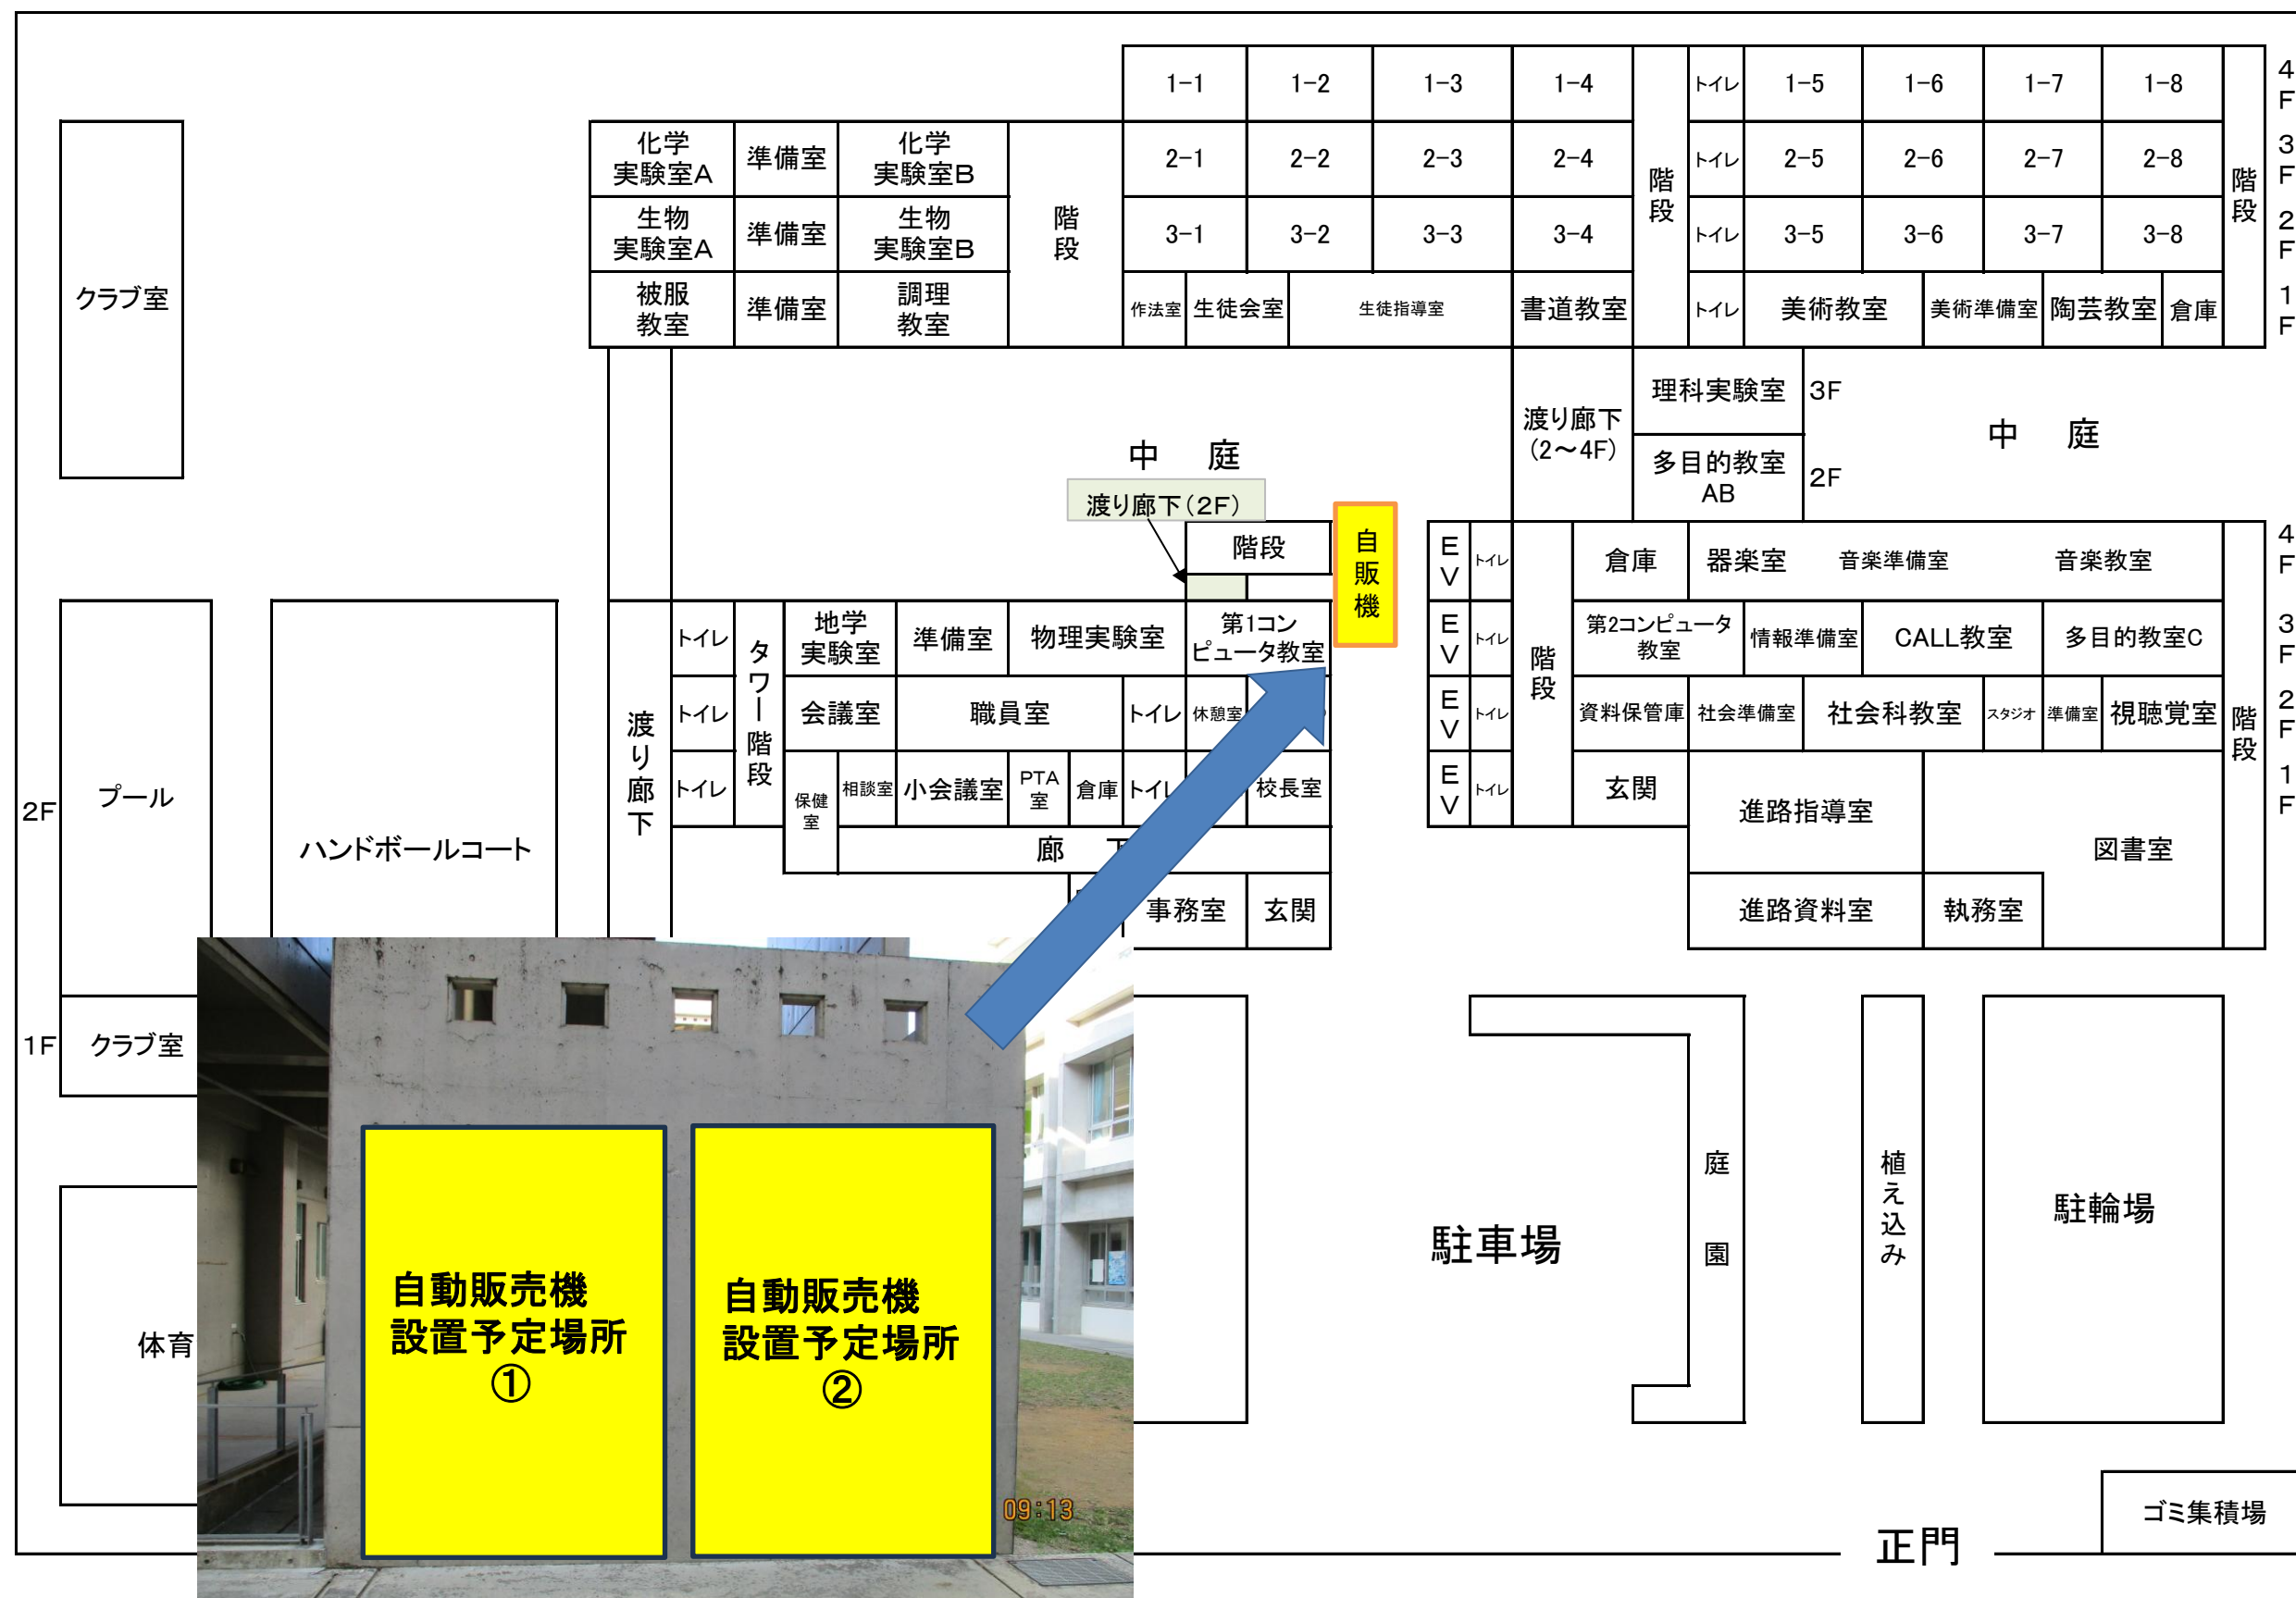 1-1 1-2 1-3 1-4 トイレ 1-5 1-6 1-7 1-8 4F
化学実験室A 準備室 化学実験室B 2-1 2-2 2-3 2-4 トイレ 2-5 2-6 2-7 2-8 3F
階段 階段 階段
生物実験室A 準備室 生物実験室B 3-1 3-2 3-3 3-4 トイレ 3-5 3-6 3-7 3-8 2F
被服教室 準備室 調理教室 作法室 生徒会室 生徒指導室 書道教室 トイレ 美術教室 美術準備室 陶芸教室 倉庫 1F
クラブ室
理科実験室 3F
渡り廊下
(2～4F)
多目的教室
AB
2F
中 庭
中 庭
渡り廊下(2F)
階段
自販機
EV トイレ 倉庫 器楽室 音楽準備室 音楽教室 4F
トイレ 地学実験室 準備室 物理実験室 第1コンピュータ教室
EV トイレ 第2コンピュータ教室 情報準備室 CALL教室 多目的教室C 3F
タワー階段
階段
渡り廊下
トイレ 会議室 職員室 トイレ 休憩室
EV トイレ 資料保管庫 社会準備室 社会科教室 スタジオ 準備室 視聴覚室 2F
階段
トイレ 保健室 相談室 小会議室 PTA室 倉庫 トイレ 校長室
EV トイレ 玄関 進路指導室 図書室 1F
廊
事務室 玄関
進路資料室 執務室
2F プール
ハンドボールコート
1F クラブ室
体育
自動販売機
設置予定場所
①
自動販売機
設置予定場所
②
09:13
駐車場
庭園
植え込み
駐輪場
ゴミ集積場
正門